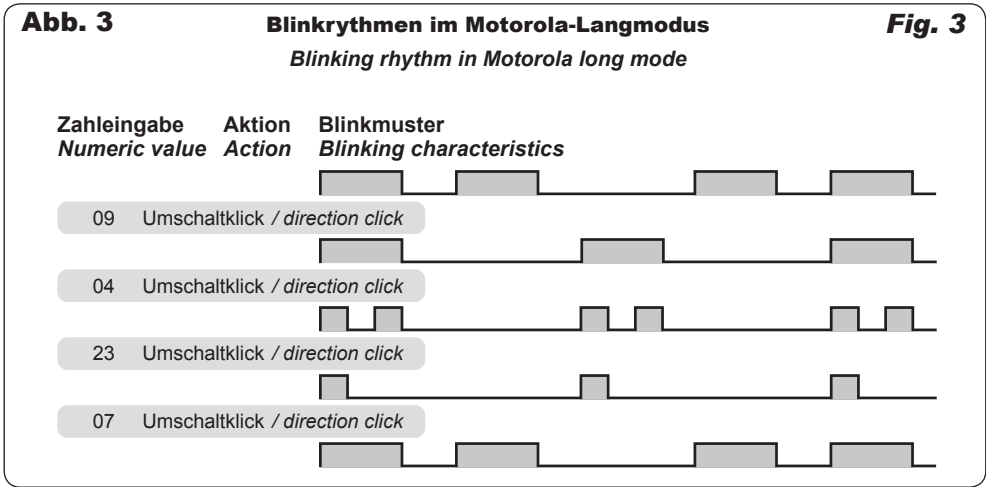 Abb. 3 Blinkrythmen im Motorola-Langmodus Fig. 3
Blinking rhythm in Motorola long mode
Zahleingabe Aktion Blinkmuster
Numeric value Action Blinking characteristics
09 Umschaltklick / direction click
04 Umschaltklick / direction click
23 Umschaltklick / direction click
07 Umschaltklick / direction click